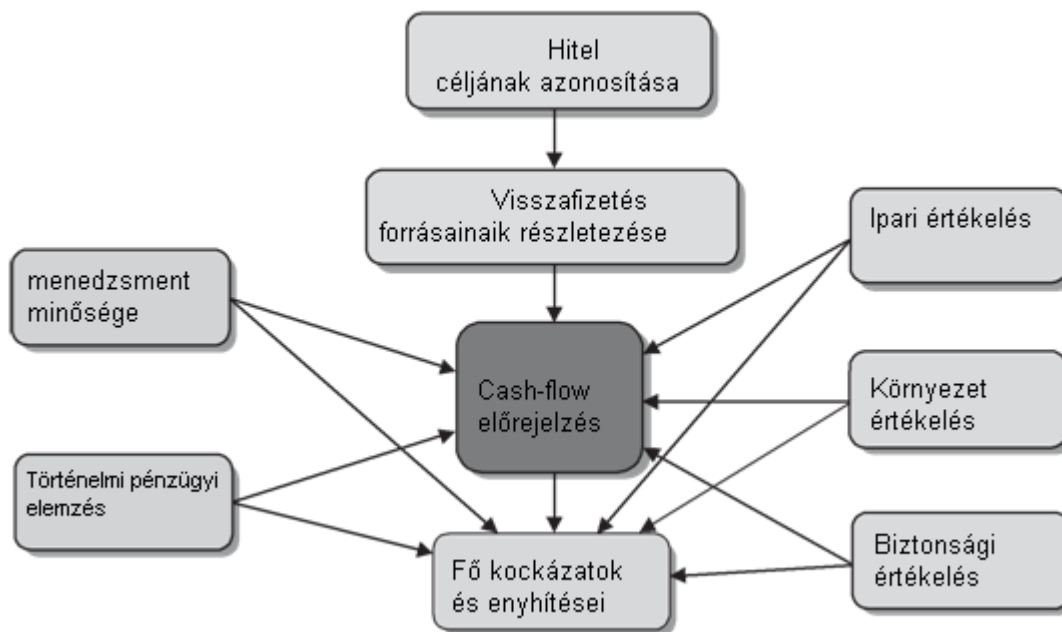 Hitel
céljának azonosítása
Visszafizetés
forrásainaik részletezése
Ipari értékelés
menedzsment
minősége
Cash-flow
előrejelzés
Környezet
értékelés
Történelmi pénzügyi
elemzés
Biztonsági
értékelés
Fő kockázatok
és enyhítései